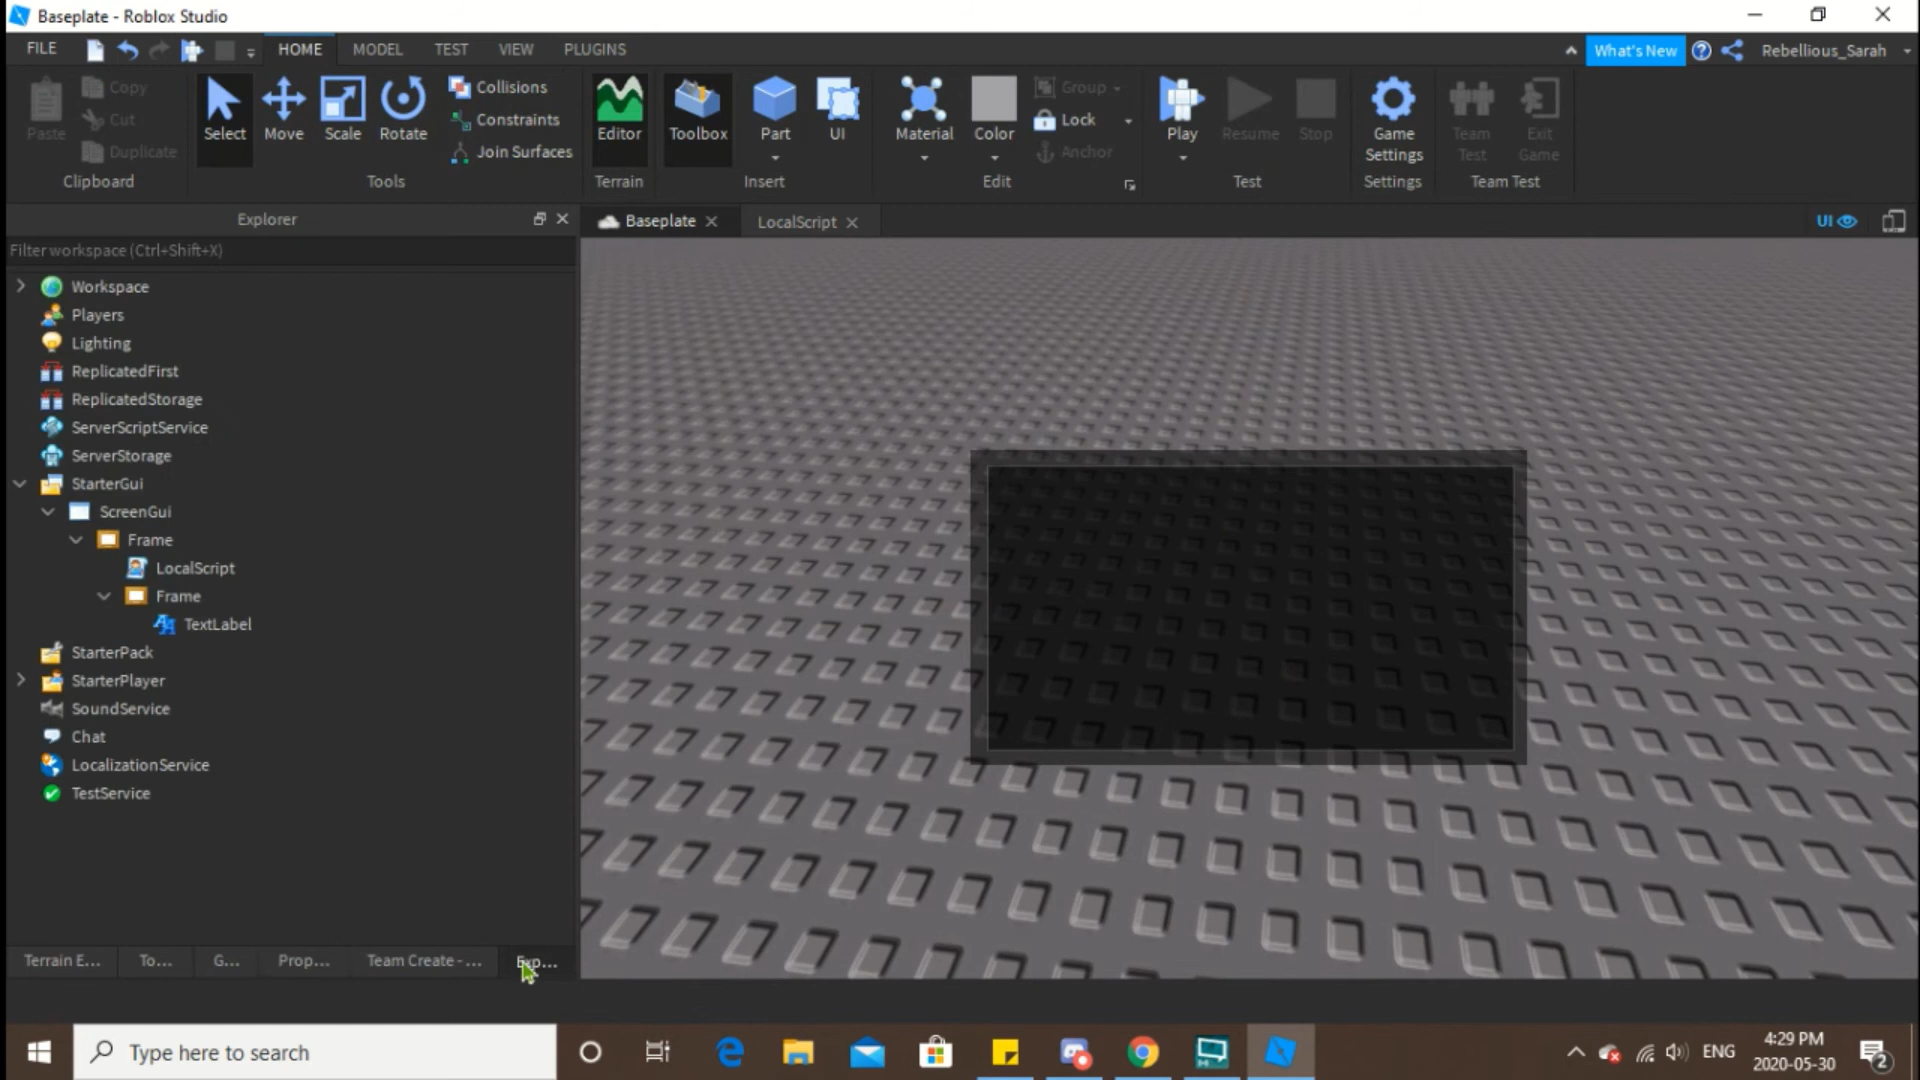 Baseplate - Roblox Studio
FILE HOME MODEL TEST VIEW PLUGINS What's New Rebellious_Sarah
Paste Copy Cut Duplicate
Clipboard
Select Move Scale Rotate Collisions Constraints Join Surfaces
Tools
Editor
Terrain
Toolbox Part UI
Insert
Material Color Group Lock Anchor
Edit
Play Resume Stop
Test
Game Settings
Settings
Team Test Exit Game
Team Test
Explorer
Baseplate LocalScript UI
Filter workspace (Ctrl+Shift+X)
Workspace
Players
Lighting
ReplicatedFirst
ReplicatedStorage
ServerScriptService
ServerStorage
StarterGui
ScreenGui
Frame
LocalScript
Frame
TextLabel
StarterPack
StarterPlayer
SoundService
Chat
LocalizationService
TestService
Terrain E... To... G... Prop... Team Create - ... Exp...
Type here to search
ENG
4:29 PM
2020-05-30
2